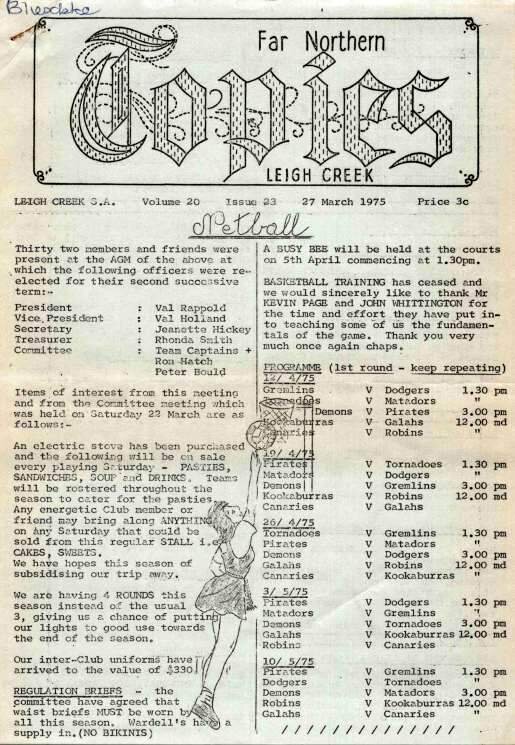 Far Northern
Topics
LEIGH CREEK
LEIGH CREEK S.A. Volume 20 Issue 23 27 March 1975 Price 3c
Netball
Thirty two members and friends were
present at the AGM of the above at
which the following officers were re-
elected for their second successive
term:-
President : Val Rappold
Vice President : Val Holland
Secretary : Jeanette Hickey
Treasurer : Rhonda Smith
Committee : Team Captains +
Ron Hatch
Peter Bould
Items of interest from this meeting
and from the Committee meeting which
was held on Saturday 22 March are as
follows:-
An electric stove has been purchased
and the following will be on sale
every playing Saturday - PASTIES,
SANDWICHES, SOUP and DRINKS. Teams
will be rostered throughout the
season to cater for the pasties.
Any energetic Club member or
friend may bring along ANYTHING
on Any Saturday that could be
sold from this regular STALL i.e.
CAKES, SWEETS.
We have hopes this season of
subsidising our trip away.
We are having 4 ROUNDS this
season instead of the usual
3, giving us a chance of putting
our lights to good use towards
the end of the season.
Our inter-Club uniforms have
arrived to the value of $330!
REGULATION BRIEFS - the
committee have agreed that
waist briefs MUST be worn by
all this season. Wardell's have a
supply in.(NO BIKINIS)
A BUSY BEE will be held at the courts
on 5th April commencing at 1.30pm.
BASKETBALL TRAINING has ceased and
we would sincerely like to thank Mr
KEVIN PAGE and JOHN WHITTINGTON for
the time and effort they have put in-
to teaching some of us the fundamen-
tals of the game. Thank you very
much once again chaps.
PROGRAMME (1st round - keep repeating)
12/ 4/75
Gremlins V Dodgers 1.30 pm
Tornadoes V Matadors "
Demons V Pirates 3.00 pm
Kookaburras V Galahs 12.00 md
Canaries V Robins "
19/ 4/75
Pirates V Tornadoes 1.30 pm
Matadors V Dodgers "
Demons V Gremlins 3.00 pm
Kookaburras V Robins 12.00 md
Canaries V Galahs
26/ 4/75
Tornadoes V Gremlins 1.30 pm
Pirates V Matadors "
Demons V Dodgers 3.00 pm
Galahs V Robins 12.00 md
Canaries V Kookaburras "
3/ 5/75
Pirates V Dodgers 1.30 pm
Matadors V Gremlins "
Demons V Tornadoes 3.00 pm
Galahs V Kookaburras 12.00 md
Robins V Canaries "
10/ 5/75
Pirates V Gremlins 1.30 pm
Dodgers V Tornadoes "
Demons V Matadors 3.00 pm
Robins V Kookaburras 12.00 md
Galahs V Canaries "
/ / / / / / / / / / / / / / /